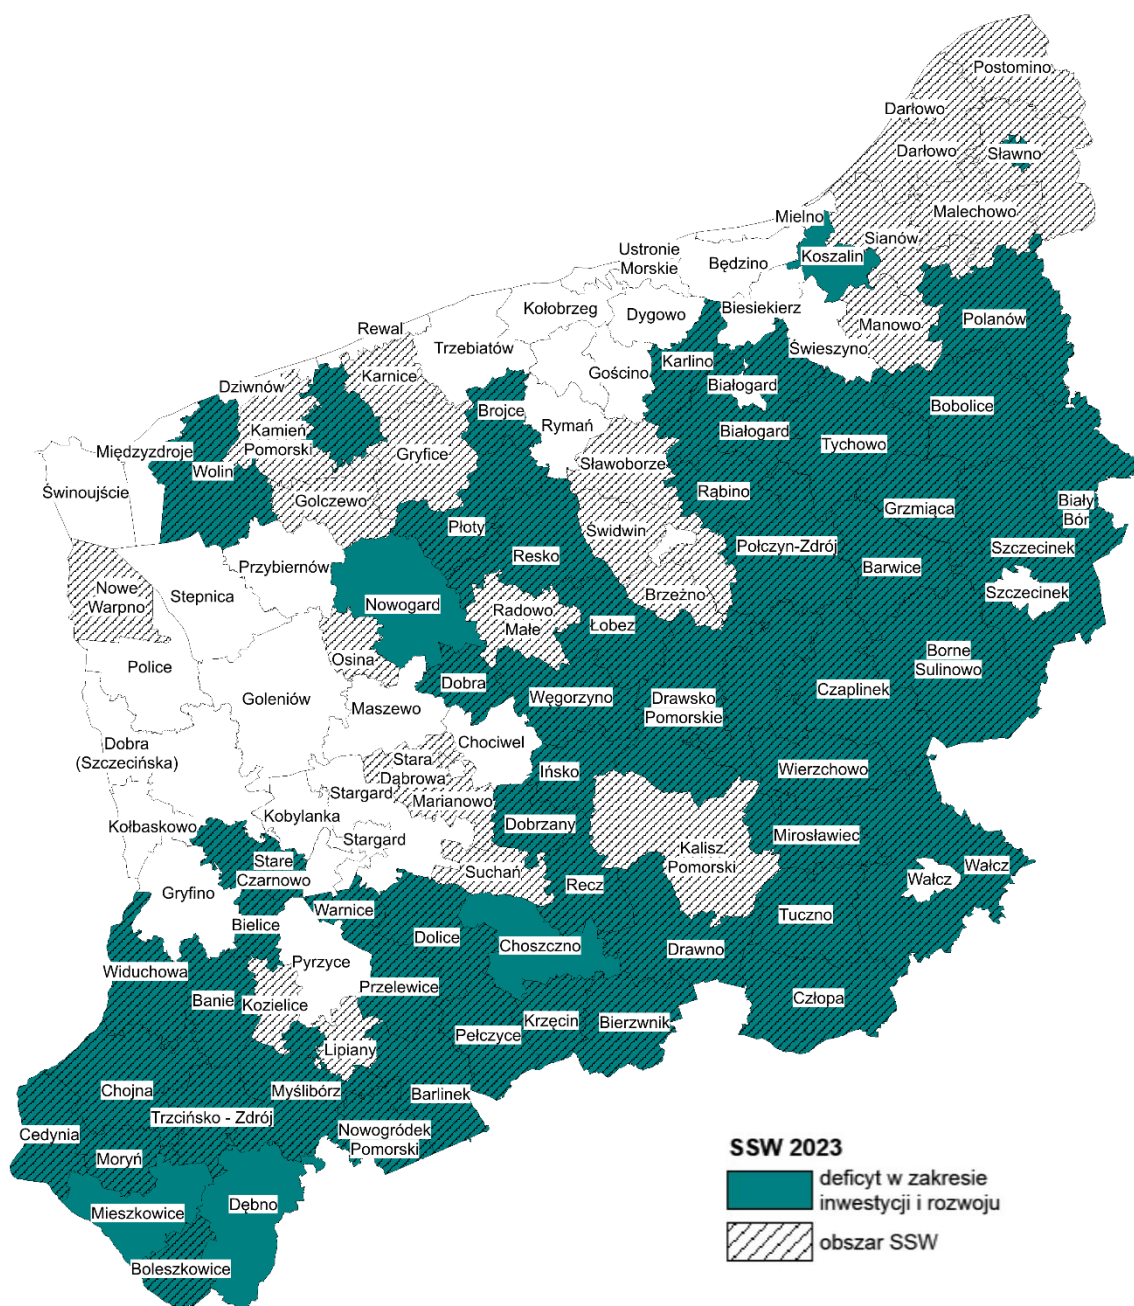 Postomino
Darłowo
Darłowo
Sławno
Mielno
Malechowo
Sianów
Ustronie
Morskie
Będzino
Koszalin
Kołobrzeg
Dygowo
Biesiekierz
Polanów
Rewal
Manowo
Trzebiatów
Świeszyno
Karlino
Karnice
Gościno
Dziwnów
Białogard
Brojce
Bobolice
Rymań
Kamień
Pomorski
Białogard
Tychowo
Międzyzdroje
Gryfice
Sławoborze
Wolin
Świnoujście
Rąbino
Golczewo
Grzmiąca
Biały
Bór
Płoty
Świdwin
Połczyn-Zdrój
Szczecinek
Resko
Przybiernów
Barwice
Nowe
Warpno
Stepnica
Szczecinek
Brzeżno
Nowogard
Radowo
Małe
Łobez
Borne
Sulinowo
Osina
Police
Dobra
Czaplinek
Węgorzyno
Drawsko
Pomorskie
Goleniów
Maszewo
Chociwel
Dobra
(Szczecińska)
Stara
Dąbrowa
Ińsko
Wierzchowo
Stargard
Marianowo
Kobylanka
Kołbaskowo
Dobrzany
Mirosławiec
Stargard
Kalisz
Pomorski
Stare
Czarnowo
Suchań
Wałcz
Wałcz
Recz
Gryfino
Warnice
Tuczno
Bielice
Dolice
Choszczno
Drawno
Pyrzyce
Widuchowa
Przelewice
Banie
Kozielice
Człopa
Krzęcin
Bierzwnik
Pełczyce
Lipiany
Chojna
Myślibórz
Barlinek
Trzcińsko - Zdrój
Nowogródek
Pomorski
Cedynia
Moryń
Mieszkowice
Dębno
Boleszkowice
SSW 2023
deficyt w zakresie
inwestycji i rozwoju
obszar SSW